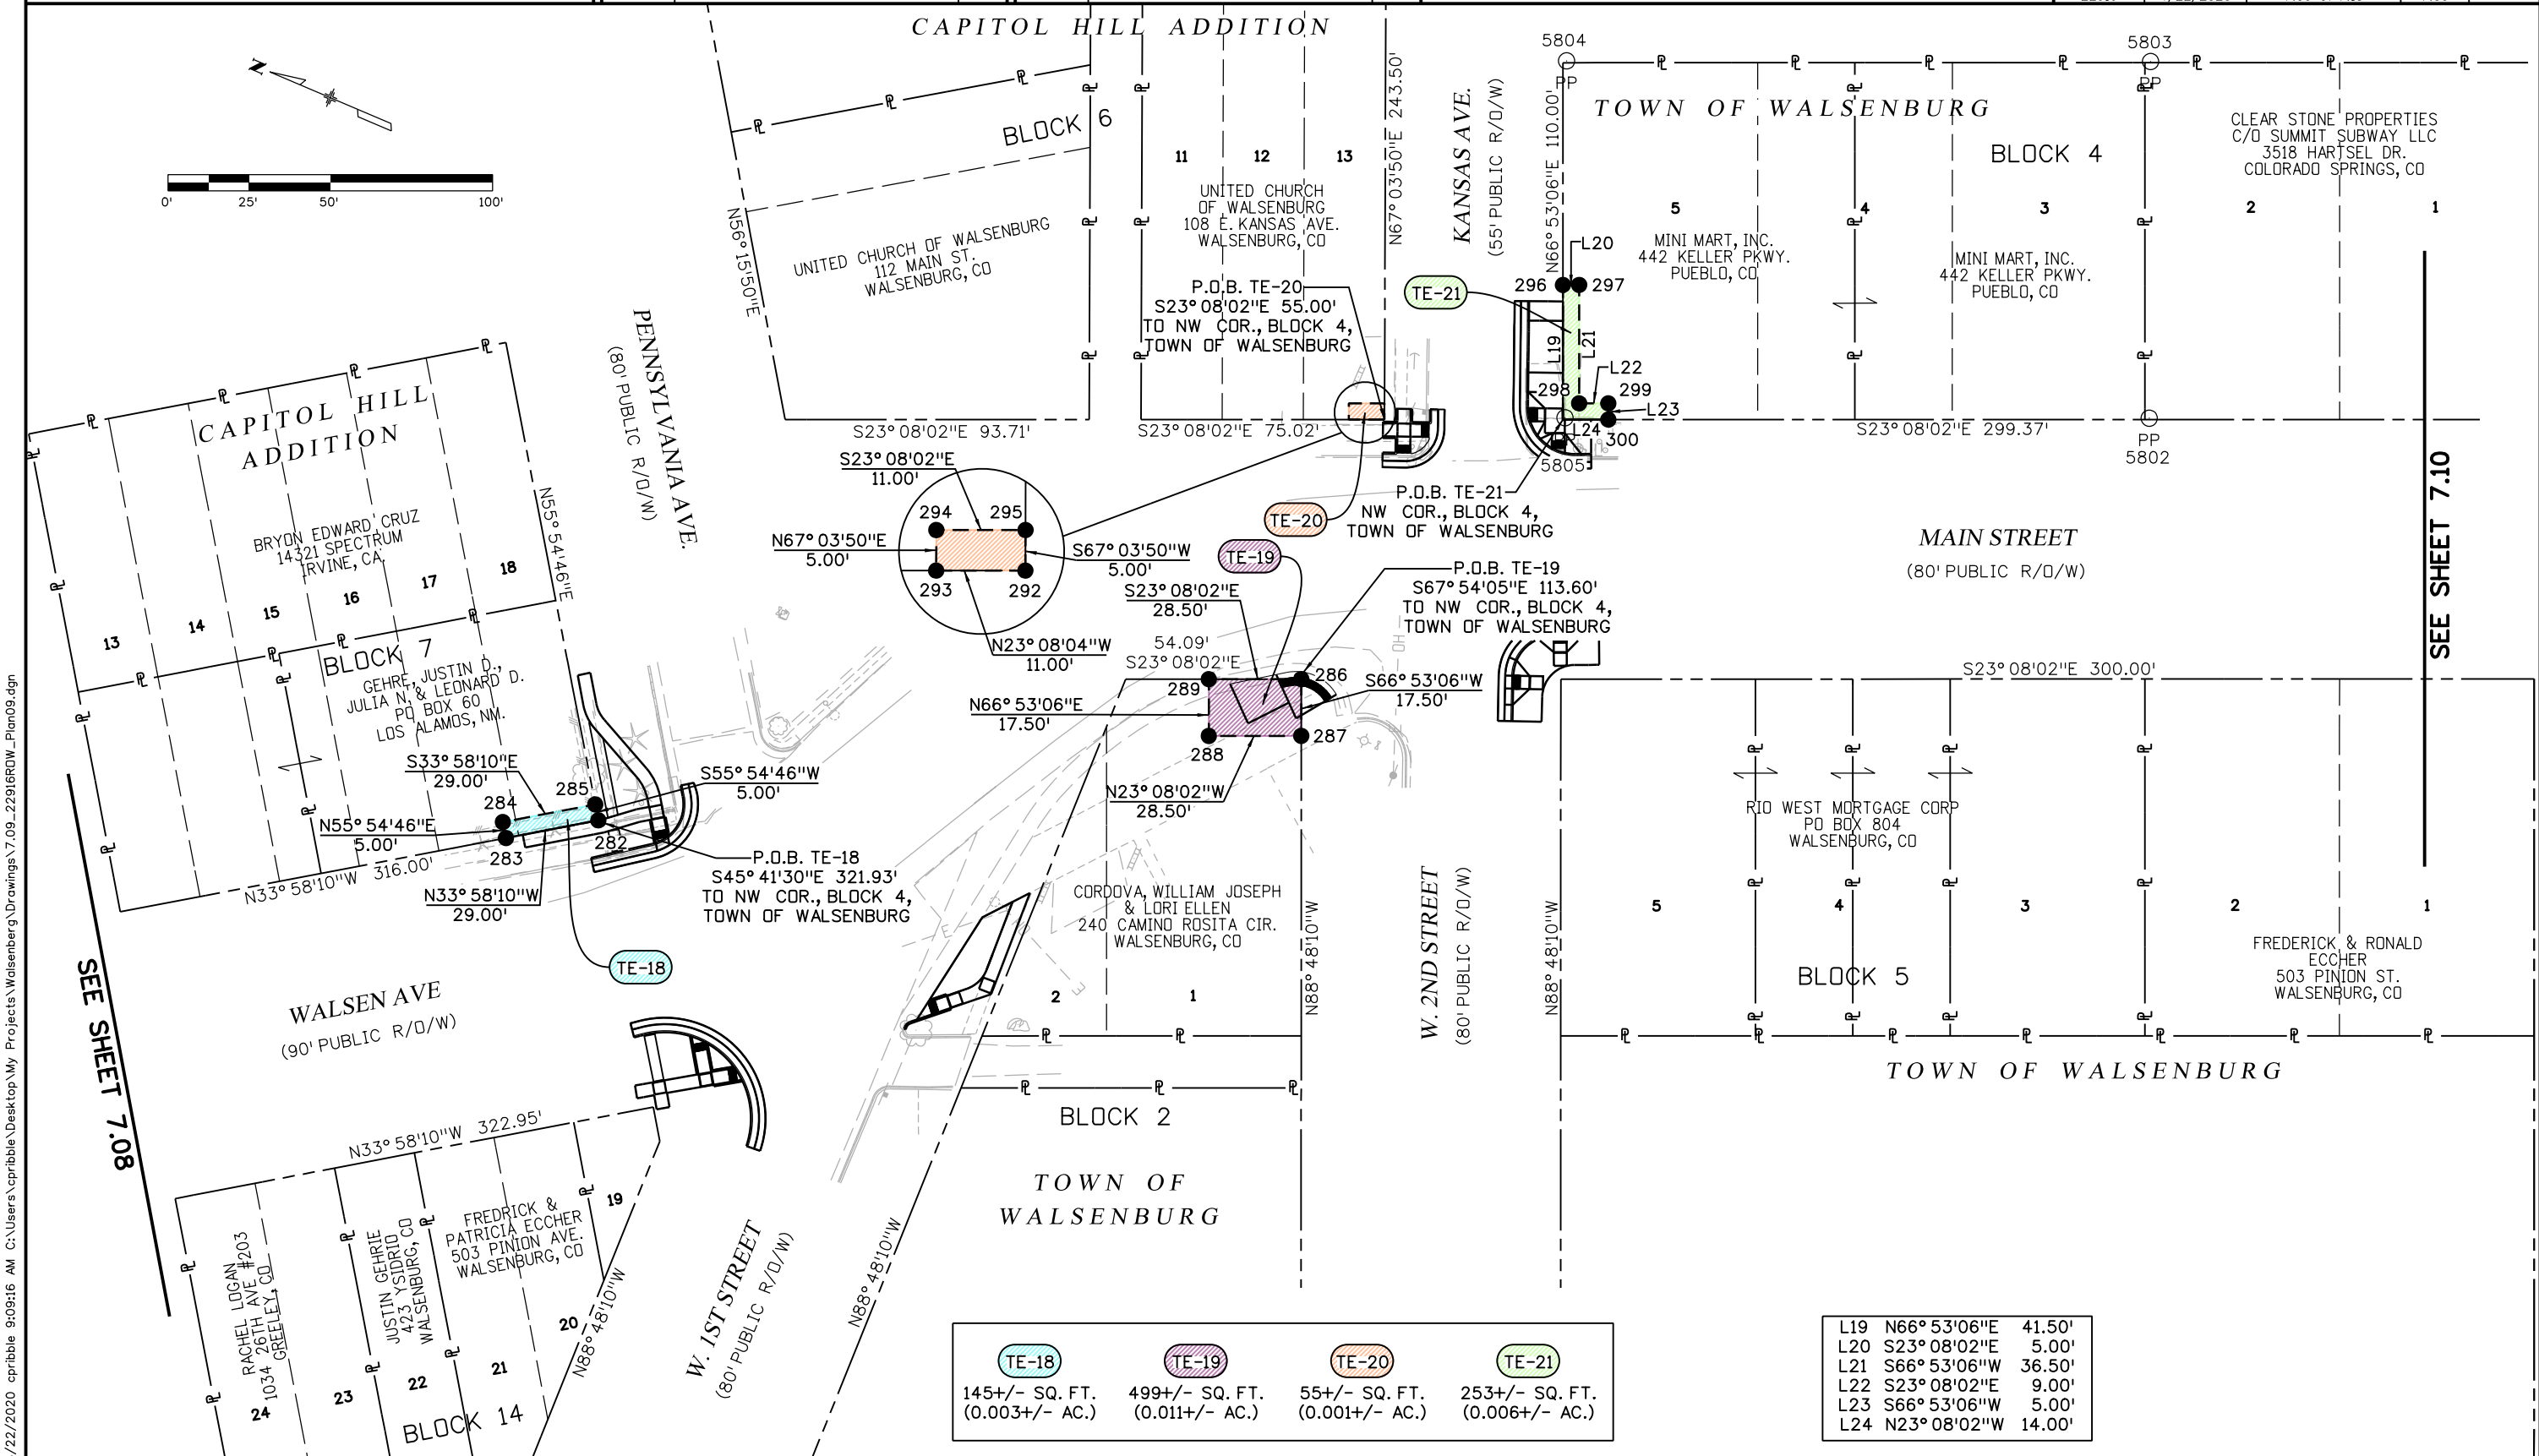 CAPITOL HILL ADDITION
N
0' 25' 50' 100'
BLOCK 6
UNITED CHURCH OF WALSENBURG
112 MAIN ST.
WALSENBURG, CO
N56°15'50"E
11 12 13
UNITED CHURCH
OF WALSENBURG
108 E. KANSAS AVE.
WALSENBURG, CO
N67°03'50"E 243.50'
KANSAS AVE.
(55' PUBLIC R/O/W)
5804
PP
5803
PP
TOWN OF WALSENBURG
BLOCK 4
CLEAR STONE PROPERTIES
C/O SUMMIT SUBWAY LLC
3518 HARTSEL DR.
COLORADO SPRINGS, CO
N66°53'06"E 110.00'
5 4 3 2 1
MINI MART, INC.
442 KELLER PKWY.
PUEBLO, CO
MINI MART, INC.
442 KELLER PKWY.
PUEBLO, CO
P.O.B. TE-20
S23°08'02"E 55.00'
TO NW COR., BLOCK 4,
TOWN OF WALSENBURG
TE-21
L20
296 297
L19
L21
L22
298 299
L23
L24 300
5805
S23°08'02"E 299.37'
PP
5802
S23°08'02"E 93.71'
S23°08'02"E 75.02'
PENNSYLVANIA AVE.
(80' PUBLIC R/O/W)
CAPITOL HILL
ADDITION
BRYON EDWARD CRUZ
14321 SPECTRUM
IRVINE, CA.
N55°54'46"E
13 14 15 16 17 18
BLOCK 7
GEHRE, JUSTIN D.,
JULIA N, & LEONARD D.
PO BOX 60
LOS ALAMOS, NM.
S23°08'02"E
11.00'
294 295
N67°03'50"E
5.00'
S67°03'50"W
5.00'
293 292
N23°08'04"W
11.00'
TE-20
P.O.B. TE-21
NW COR., BLOCK 4,
TOWN OF WALSENBURG
TE-19
P.O.B. TE-19
S67°54'05"E 113.60'
TO NW COR., BLOCK 4,
TOWN OF WALSENBURG
S23°08'02"E
28.50'
54.09'
S23°08'02"E
289 286
S66°53'06"W
17.50'
N66°53'06"E
17.50'
288 287
N23°08'02"W
28.50'
OH
MAIN STREET
(80' PUBLIC R/O/W)
SEE SHEET 7.10
S23°08'02"E 300.00'
S33°58'10"E
29.00'
284 285
S55°54'46"W
5.00'
N55°54'46"E
5.00'
283 282
N33°58'10"W 316.00'
N33°58'10"W
29.00'
P.O.B. TE-18
S45°41'30"E 321.93'
TO NW COR., BLOCK 4,
TOWN OF WALSENBURG
TE-18
SEE SHEET 7.08
WALSEN AVE
(90' PUBLIC R/O/W)
CORDOVA, WILLIAM JOSEPH
& LORI ELLEN
240 CAMINO ROSITA CIR.
WALSENBURG, CO
E
E
2 1
N88°48'10"W
W. 2ND STREET
(80' PUBLIC R/O/W)
N88°48'10"W
RIO WEST MORTGAGE CORP
PO BOX 804
WALSENBURG, CO
5 4 3 2 1
BLOCK 5
FREDERICK & RONALD
ECCHER
503 PINION ST.
WALSENBURG, CO
TOWN OF WALSENBURG
BLOCK 2
TOWN OF
WALSENBURG
N33°58'10"W 322.95'
RACHEL LOGAN
1034 26TH AVE #203
GREELEY, CO
JUSTIN GEHRIE
423 YSIDRIO
WALSENBURG, CO
FREDRICK &
PATRICIA ECCHER
503 PINION AVE.
WALSENBURG, CO
19
20
21
22
23
24
BLOCK 14
N88°48'10"W
W. 1ST STREET
(80' PUBLIC R/O/W)
N88°48'10"W
TE-18 TE-19 TE-20 TE-21
145+/- SQ. FT. 499+/- SQ. FT. 55+/- SQ. FT. 253+/- SQ. FT.
(0.003+/- AC.) (0.011+/- AC.) (0.001+/- AC.) (0.006+/- AC.)
L19 N66°53'06"E 41.50'
L20 S23°08'02"E 5.00'
L21 S66°53'06"W 36.50'
L22 S23°08'02"E 9.00'
L23 S66°53'06"W 5.00'
L24 N23°08'02"W 14.00'
/22/2020 cpribble 9:09:16 AM C:\Users\cpribble\Desktop\My Projects\Walsenberg\Drawings\7.09_22916ROW_Plan09.dgn